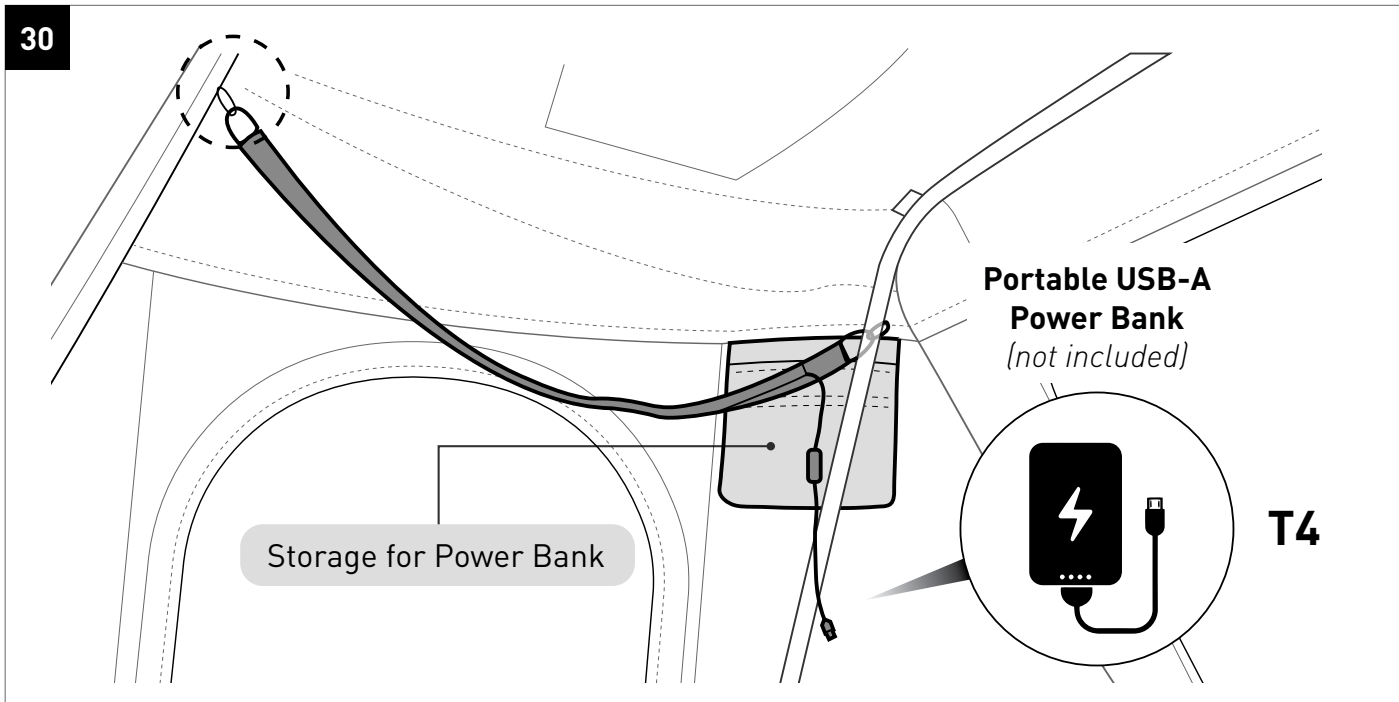 30
Portable USB-A
Power Bank
(not included)
Storage for Power Bank
T4